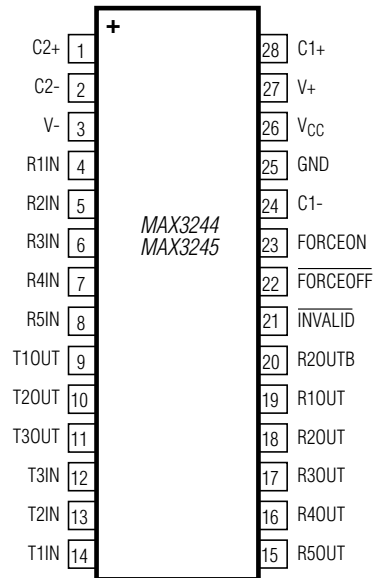 +
C2+ 1 28 C1+
C2- 2 27 V+
V- 3 26 VCC
R1IN 4 25 GND
R2IN 5 24 C1-
MAX3244
MAX3245
R3IN 6 23 FORCEON
R4IN 7 22 FORCEOFF
R5IN 8 21 INVALID
T1OUT 9 20 R2OUTB
T2OUT 10 19 R1OUT
T3OUT 11 18 R2OUT
T3IN 12 17 R3OUT
T2IN 13 16 R4OUT
T1IN 14 15 R5OUT